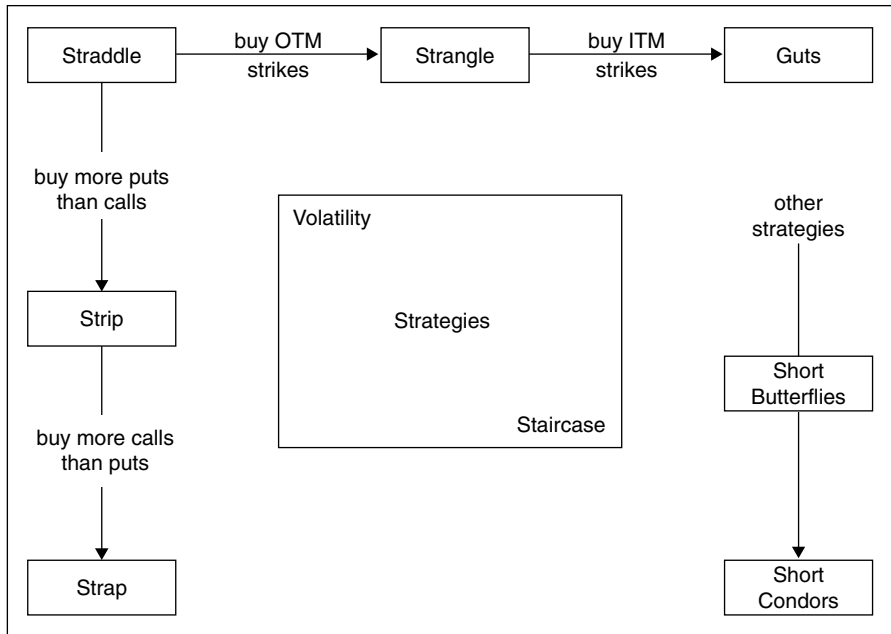 Straddle
buy OTM
strikes
Strangle
buy ITM
strikes
Guts
buy more puts
than calls
Volatility
Strategies
Staircase
other
strategies
Strip
Short
Butterflies
buy more calls
than puts
Strap
Short
Condors